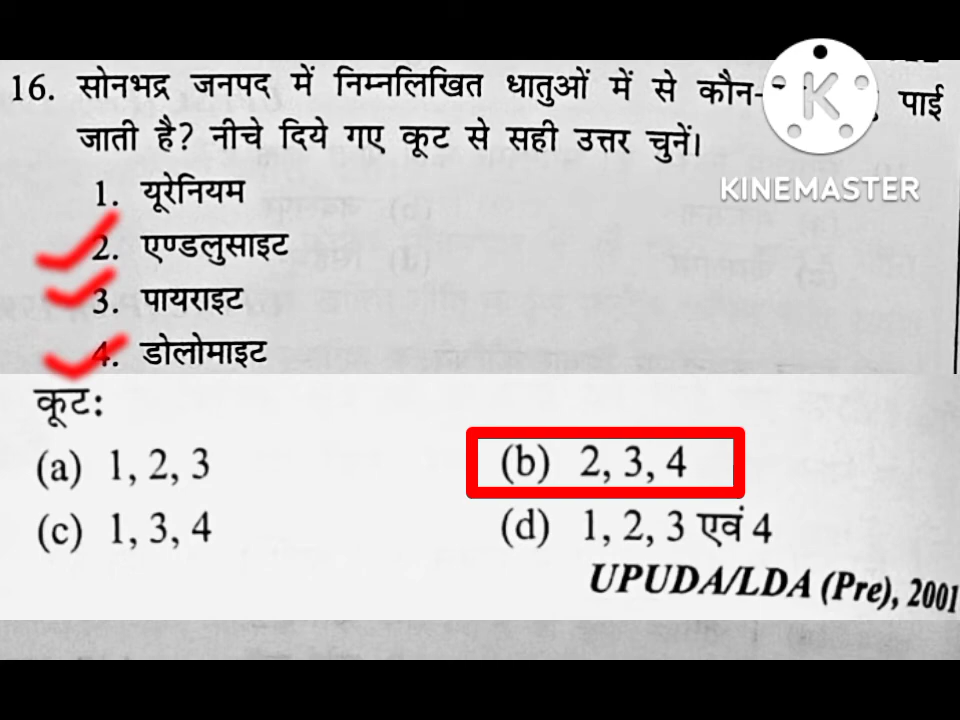 16. सोनभद्र जनपद में निम्नलिखित धातुओं में से कौन- पाई
जाती है? नीचे दिये गए कूट से सही उत्तर चुनें।
KINEMASTER
1. यूरेनियम
2. एण्डलुसाइट
3. पायराइट
4. डोलोमाइट
कूट:
(a) 1, 2, 3 (b) 2, 3, 4
(c) 1, 3, 4 (d) 1, 2, 3 एवं 4
UPUDA/LDA (Pre), 2001